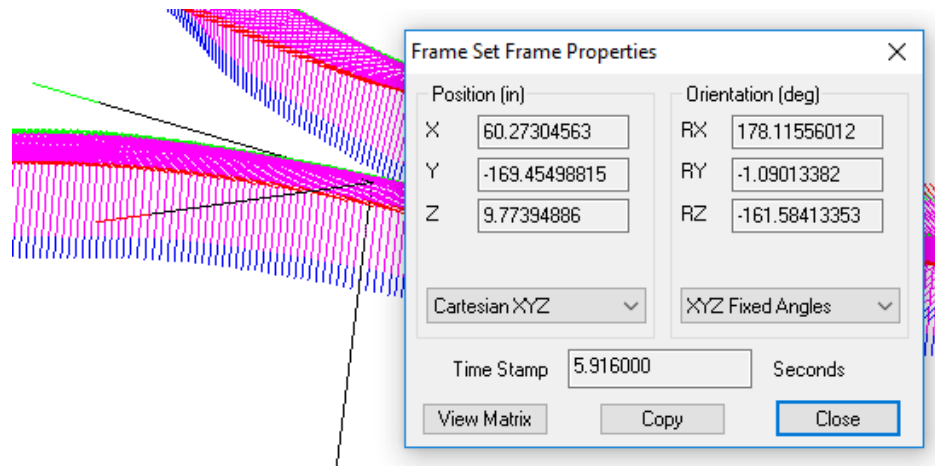 Frame Set Frame Properties
Position (in)
X 60.27304563
Y -169.45498815
Z 9.77394886
Cartesian XYZ
Orientation (deg)
RX 178.11556012
RY -1.09013382
RZ -161.58413353
XYZ Fixed Angles
Time Stamp 5.916000 Seconds
View Matrix Copy Close